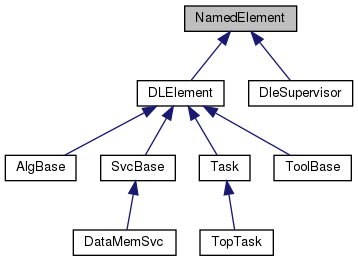 NamedElement
DLElement
DleSupervisor
AlgBase
SvcBase
Task
ToolBase
DataMemSvc
TopTask